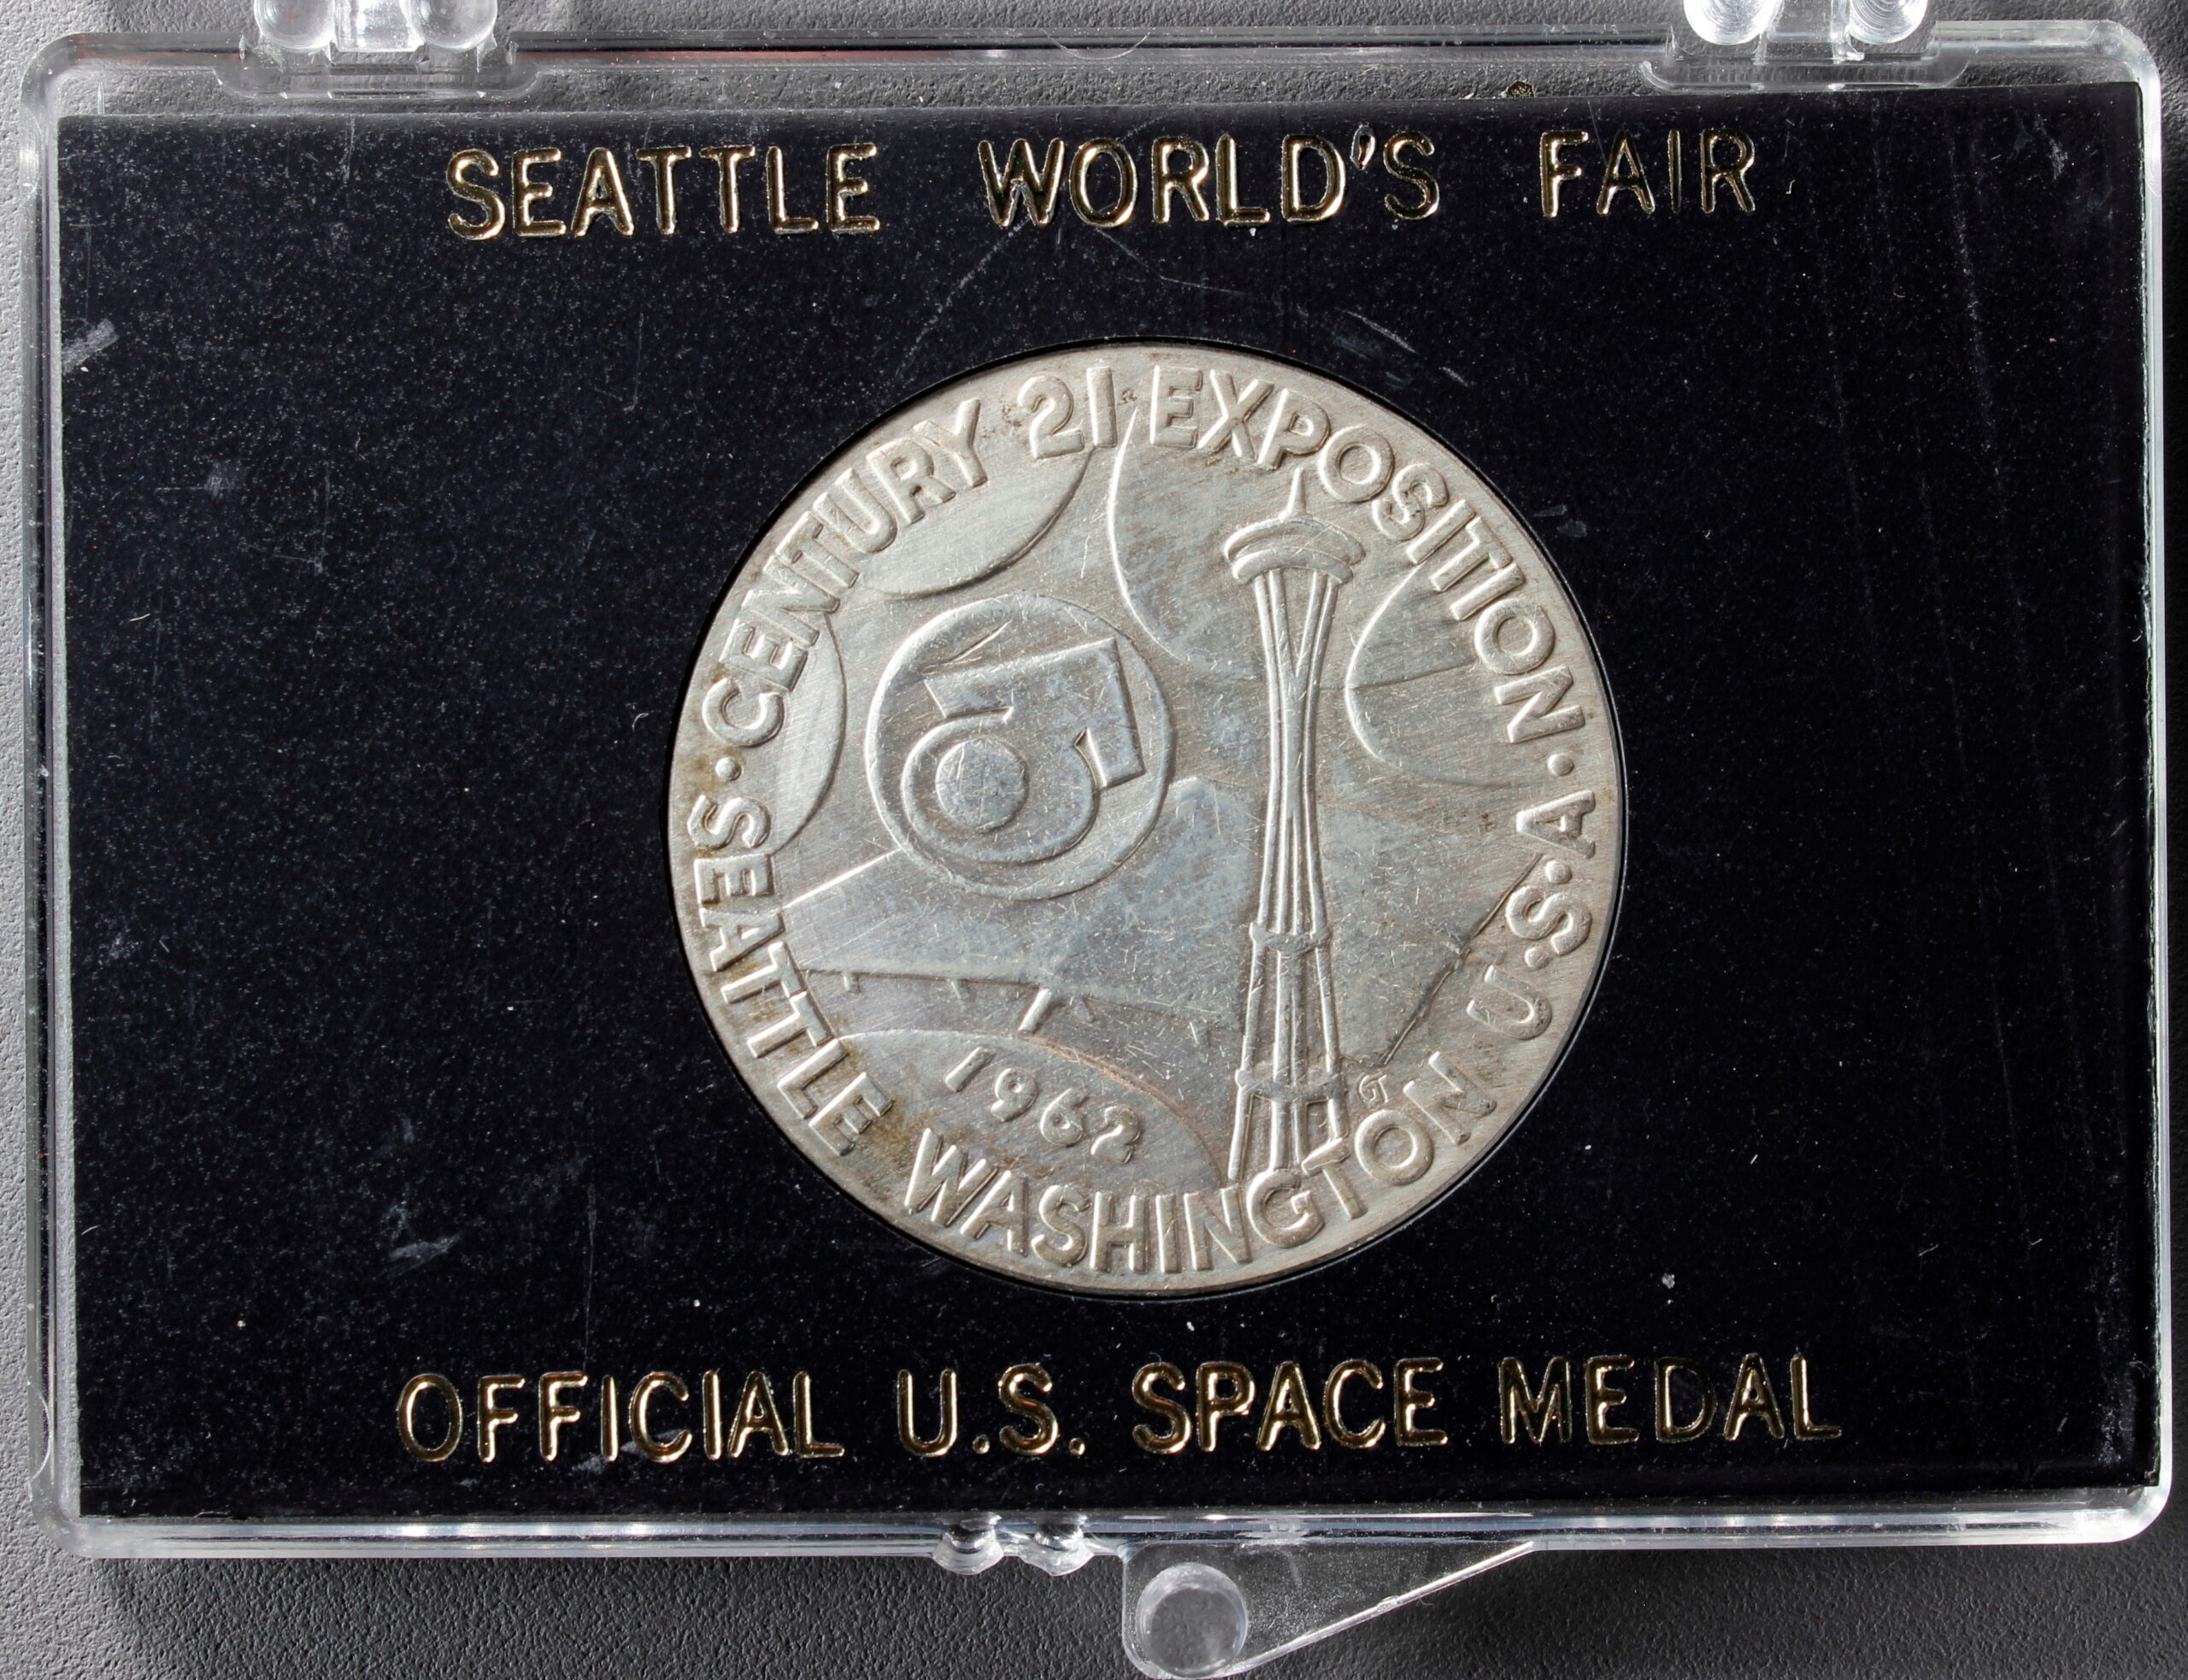 SEATTLE WORLD'S FAIR
·CENTURY 21 EXPOSITION·
SEATTLE WASHINGTON U.S.A.
1962
OFFICIAL U.S. SPACE MEDAL